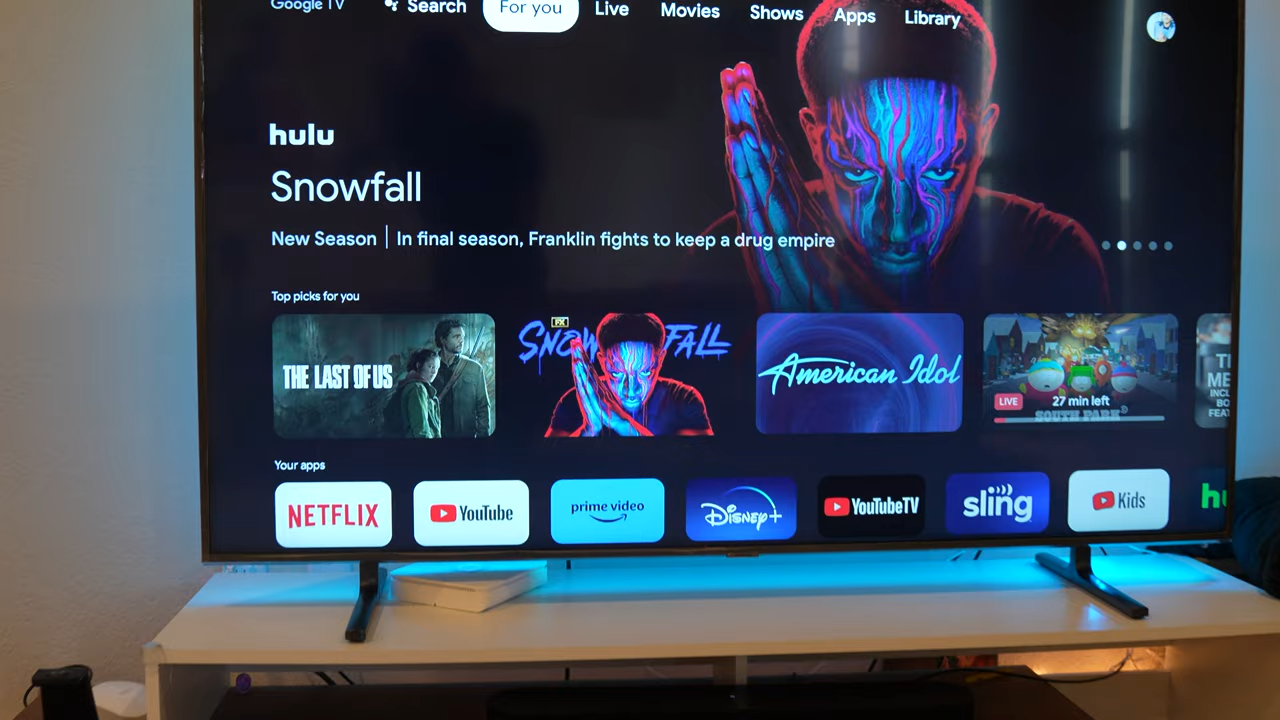 Google TV
Search
For you
Live
Movies
Shows
Apps
Library
hulu
Snowfall
New Season | In final season, Franklin fights to keep a drug empire
Top picks for you
THE LAST OF US
FX
SNOWFALL
American Idol
LIVE
27 min left
SOUTH PARK
Your apps
NETFLIX
YouTube
prime video
Disney+
YouTubeTV
sling
Kids
hu